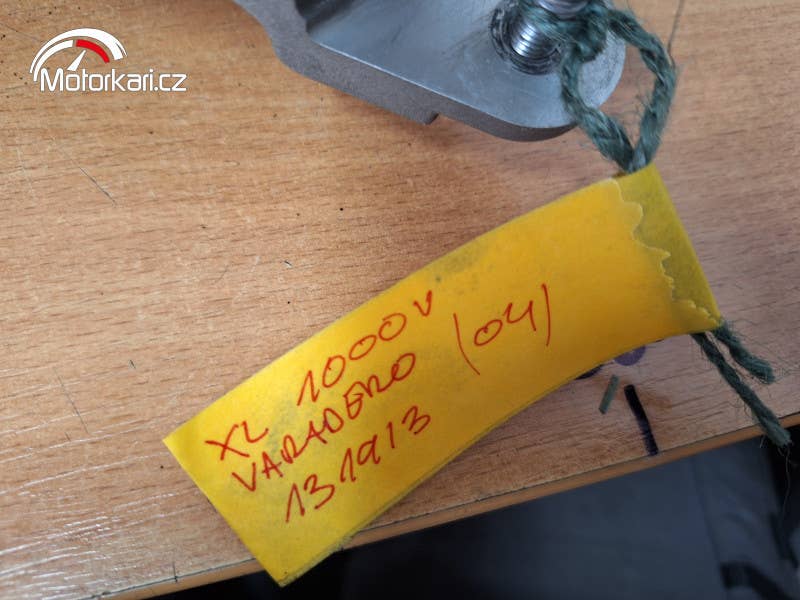 Motorkari.cz
XL 1000V
VARADERO (04)
131913